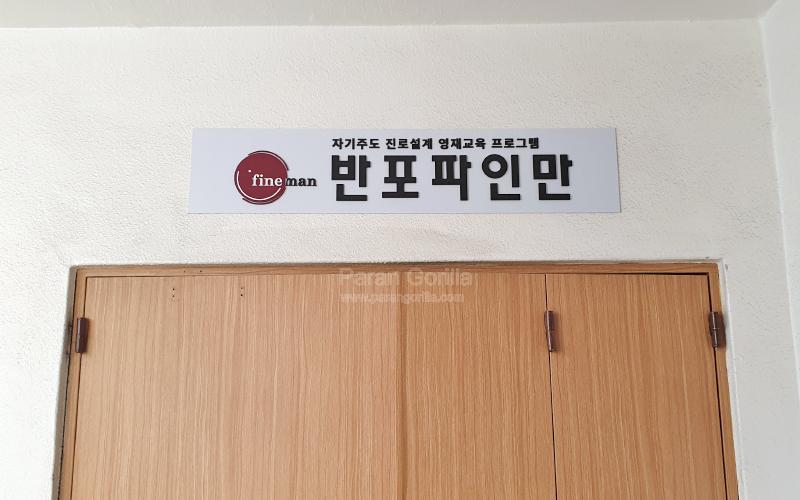 자기주도 진로설계 영재교육 프로그램
fineman
반포파인만
Paran Gorilla
www.parangorilla.com